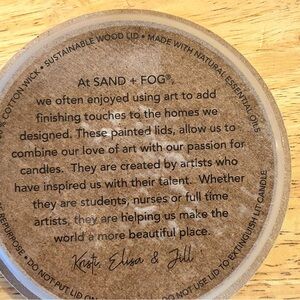 COTTON WICK • SUSTAINABLE WOOD LID • MADE WITH NATURAL ESSENTIAL OILS
At SAND + FOG®,
we often enjoyed using art to add
finishing touches to the homes we
designed. These painted lids, allow us to
combine our love of art with our passion for
candles. They are created by artists who
have inspired us with their talent. Whether
they are students, nurses or full time
artists, they are helping us make the
world a more beautiful place.
Kristi, Elisa & Jill
REPURPOSE • DO NOT PUT LID ON
DO NOT USE LID TO EXTINGUISH LIT CANDLE